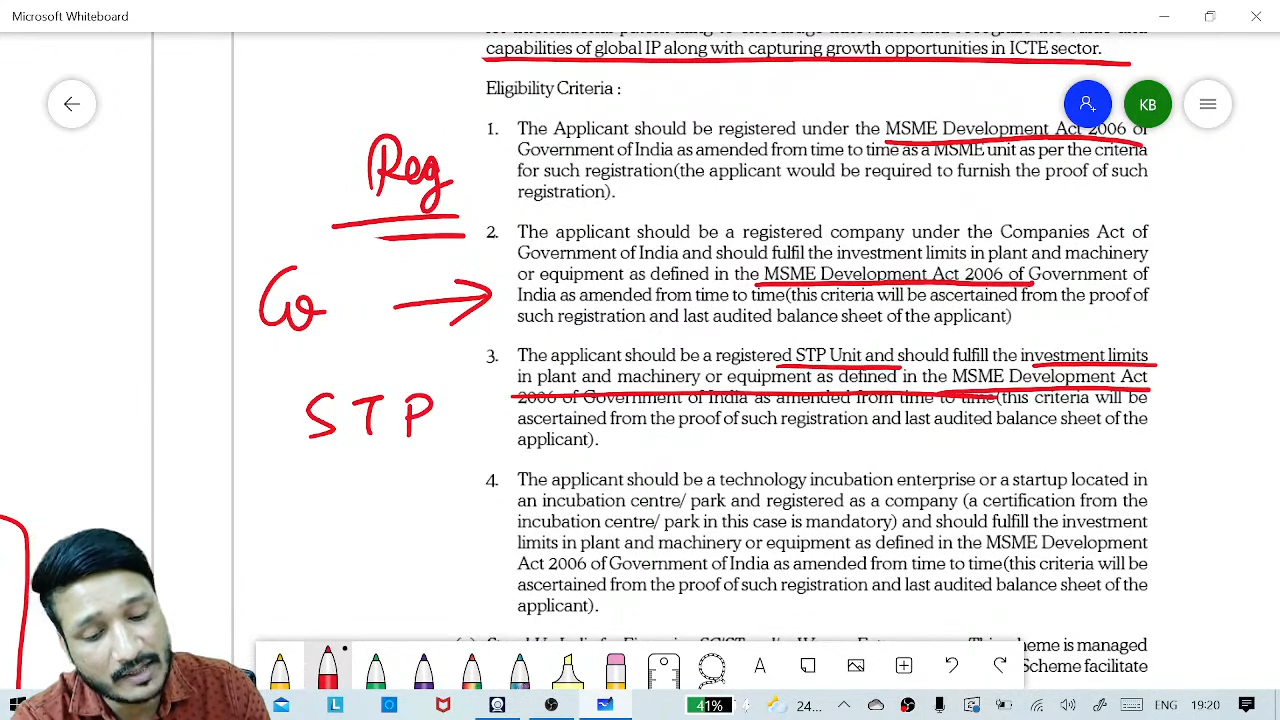 Microsoft Whiteboard
capabilities of global IP along with capturing growth opportunities in ICTE sector.
Eligibility Criteria :
KB
1. The Applicant should be registered under the MSME Development Act 2006 of
Government of India as amended from time to time as a MSME unit as per the criteria
for such registration(the applicant would be required to furnish the proof of such
registration).
Reg
2. The applicant should be a registered company under the Companies Act of
Government of India and should fulfil the investment limits in plant and machinery
or equipment as defined in the MSME Development Act 2006 of Government of
India as amended from time to time(this criteria will be ascertained from the proof of
such registration and last audited balance sheet of the applicant)
Co
3. The applicant should be a registered STP Unit and should fulfill the investment limits
in plant and machinery or equipment as defined in the MSME Development Act
2006 of Government of India as amended from time to time(this criteria will be
ascertained from the proof of such registration and last audited balance sheet of the
applicant).
STP
4. The applicant should be a technology incubation enterprise or a startup located in
an incubation centre/ park and registered as a company (a certification from the
incubation centre/ park in this case is mandatory) and should fulfill the investment
limits in plant and machinery or equipment as defined in the MSME Development
Act 2006 of Government of India as amended from time to time(this criteria will be
ascertained from the proof of such registration and last audited balance sheet of the
applicant).
Scheme facilitate
41%
24...
ENG
19:20